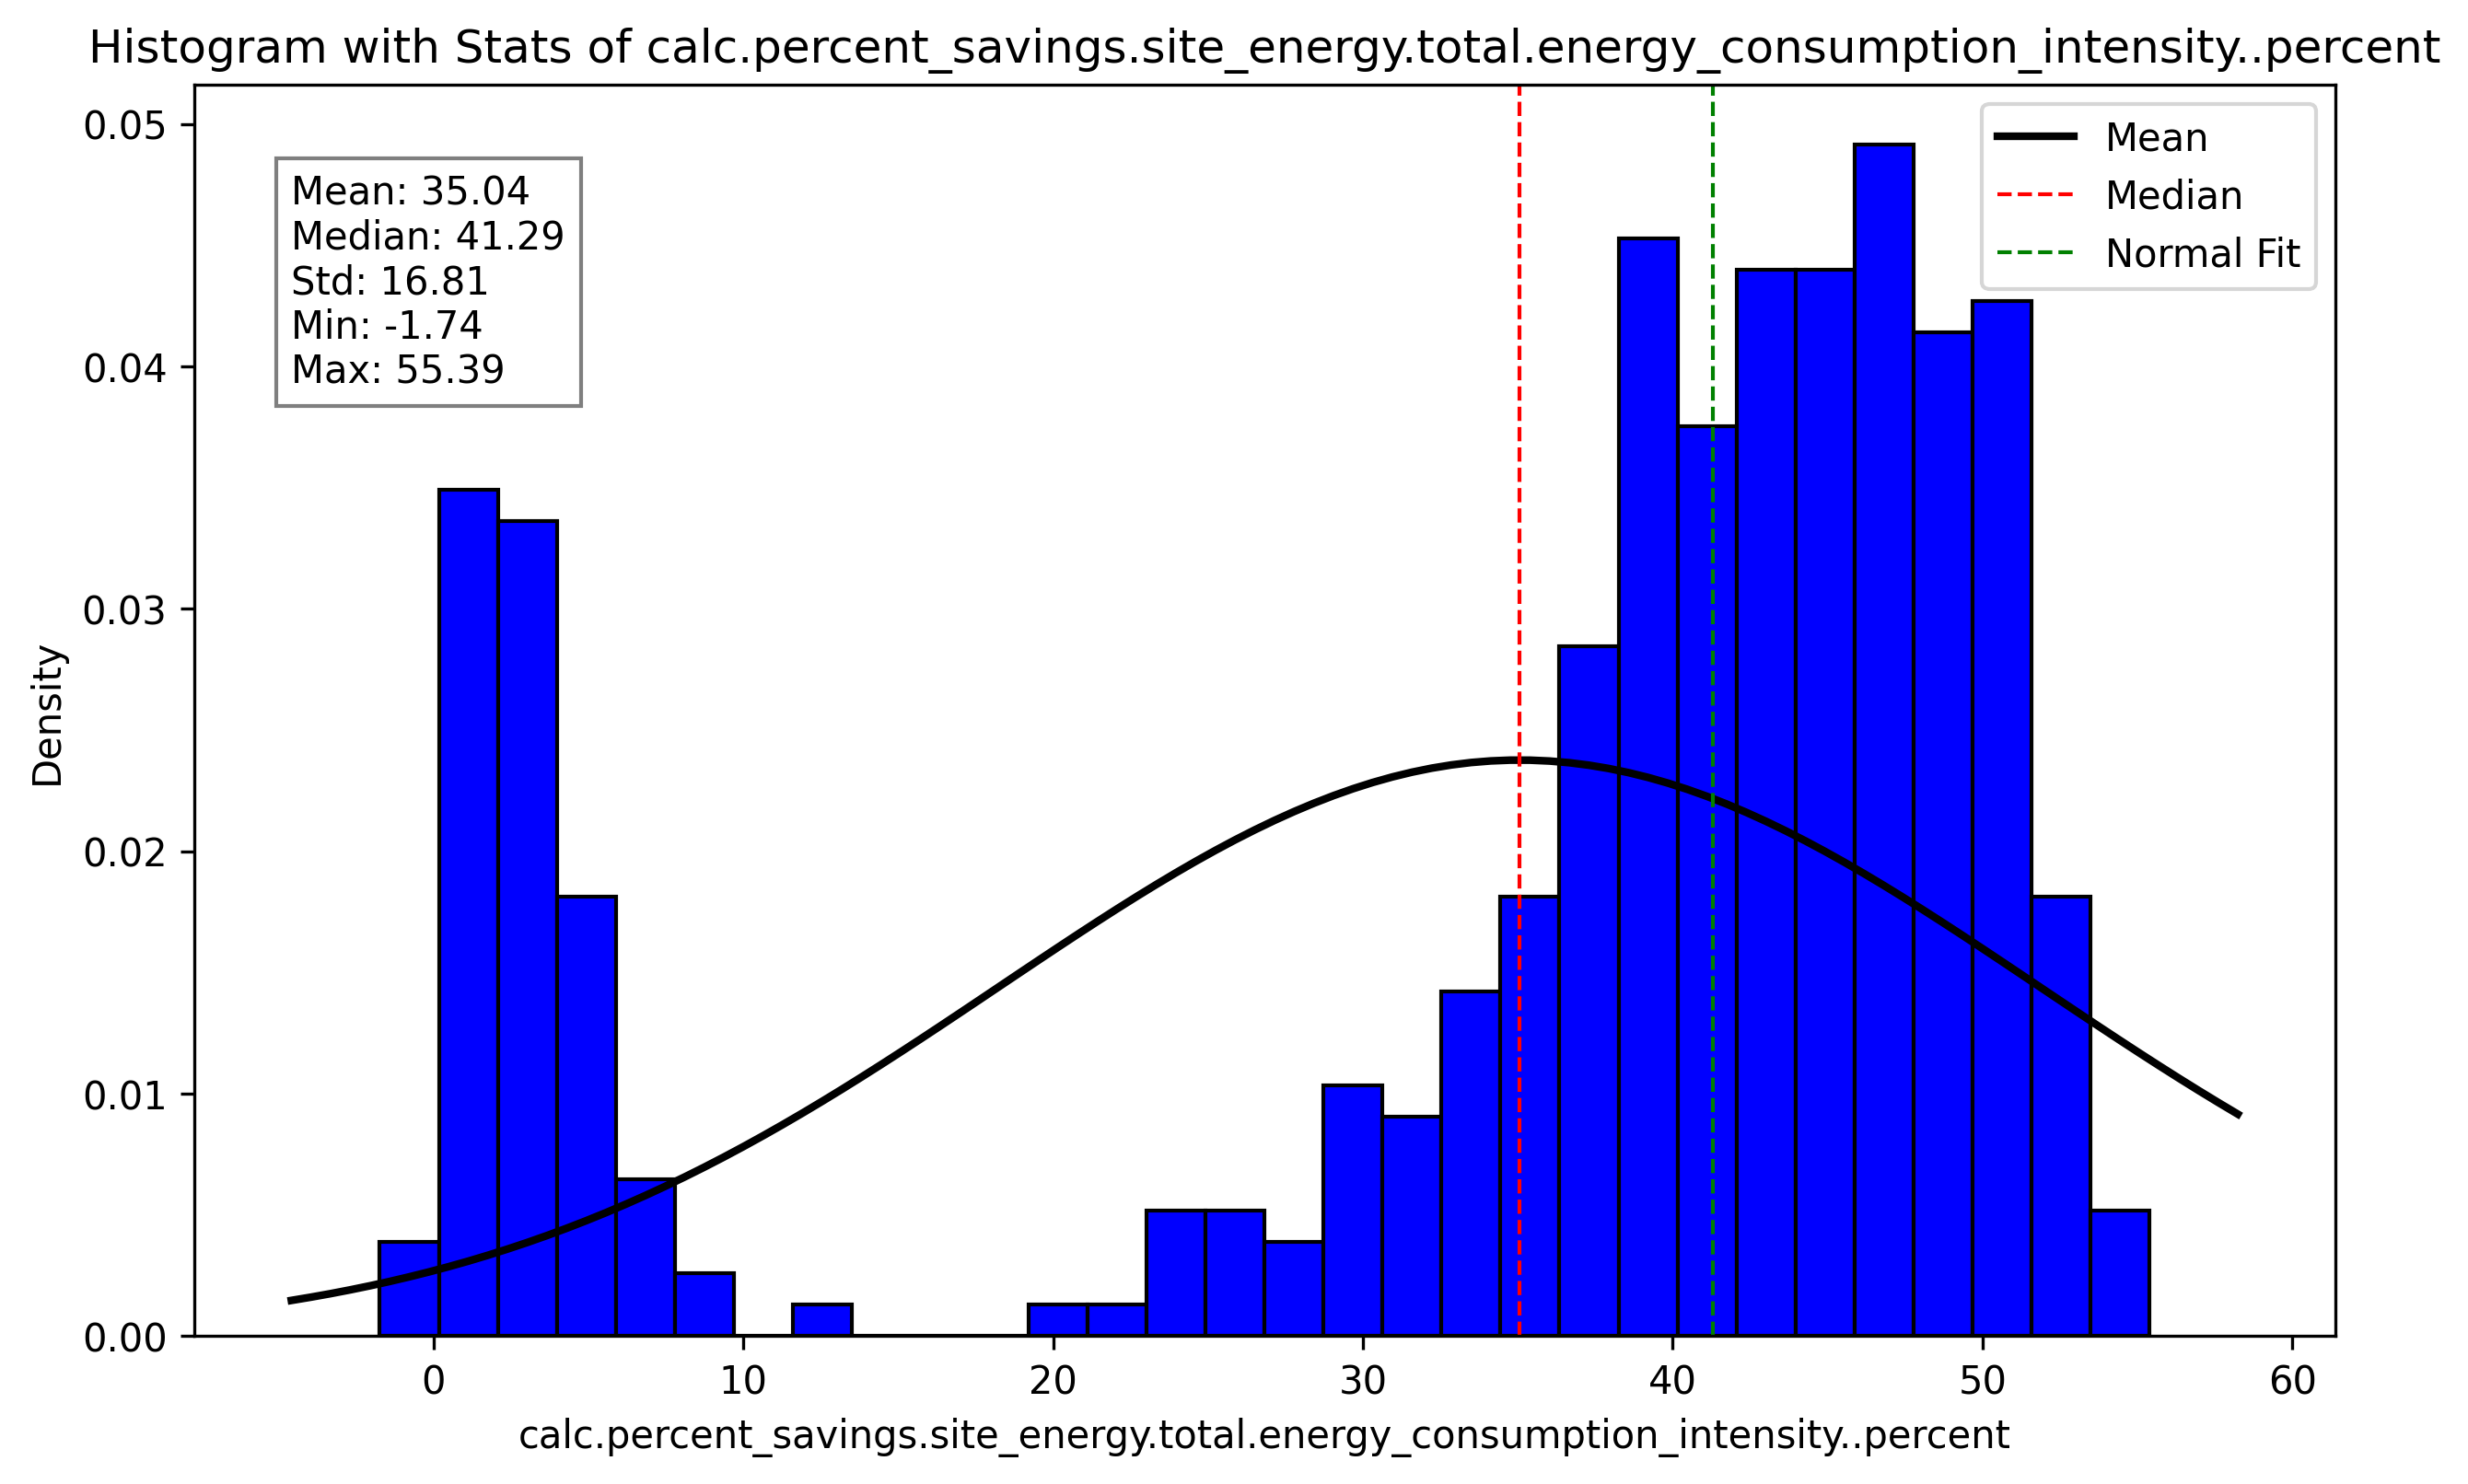 Histogram with Stats of calc.percent_savings.site_energy.total.energy_consumption_intensity..percent
Mean: 35.04
Median: 41.29
Std: 16.81
Min: -1.74
Max: 55.39
Mean
Median
Normal Fit
0.05
0.04
0.03
0.02
0.01
0.00
Density
0 10 20 30 40 50 60
calc.percent_savings.site_energy.total.energy_consumption_intensity..percent